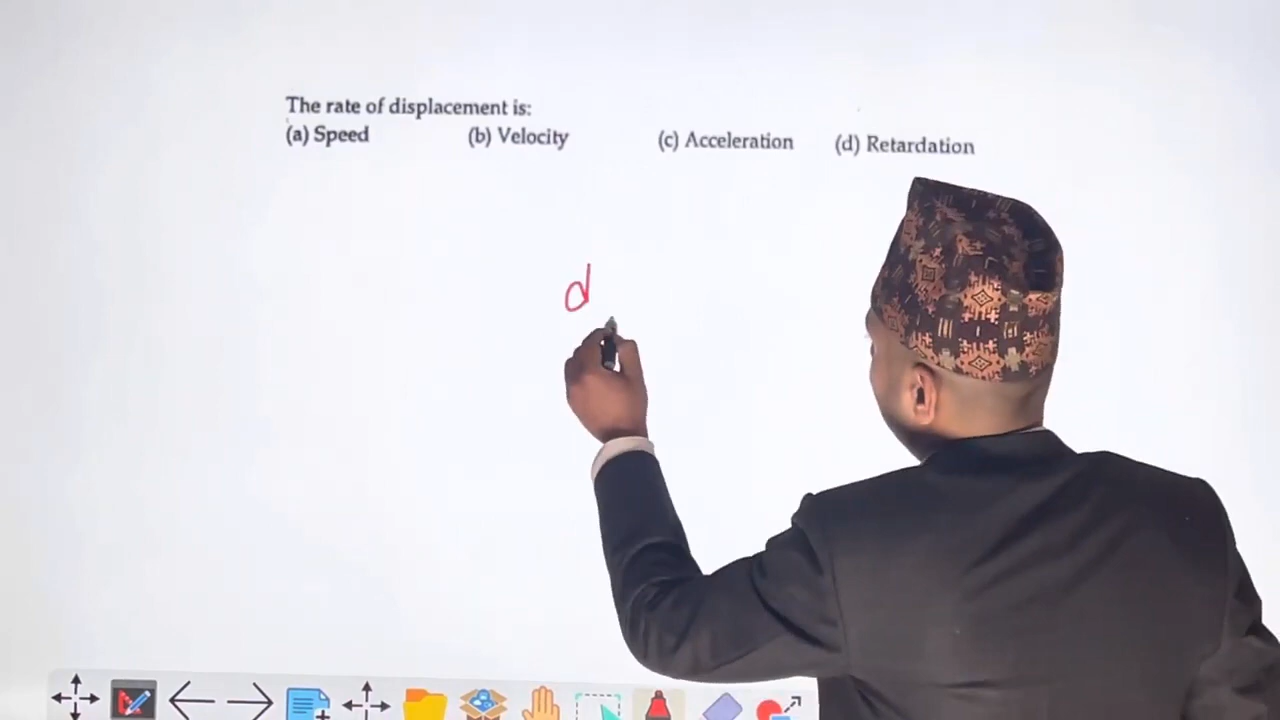 The rate of displacement is:
(a) Speed (b) Velocity (c) Acceleration (d) Retardation
d